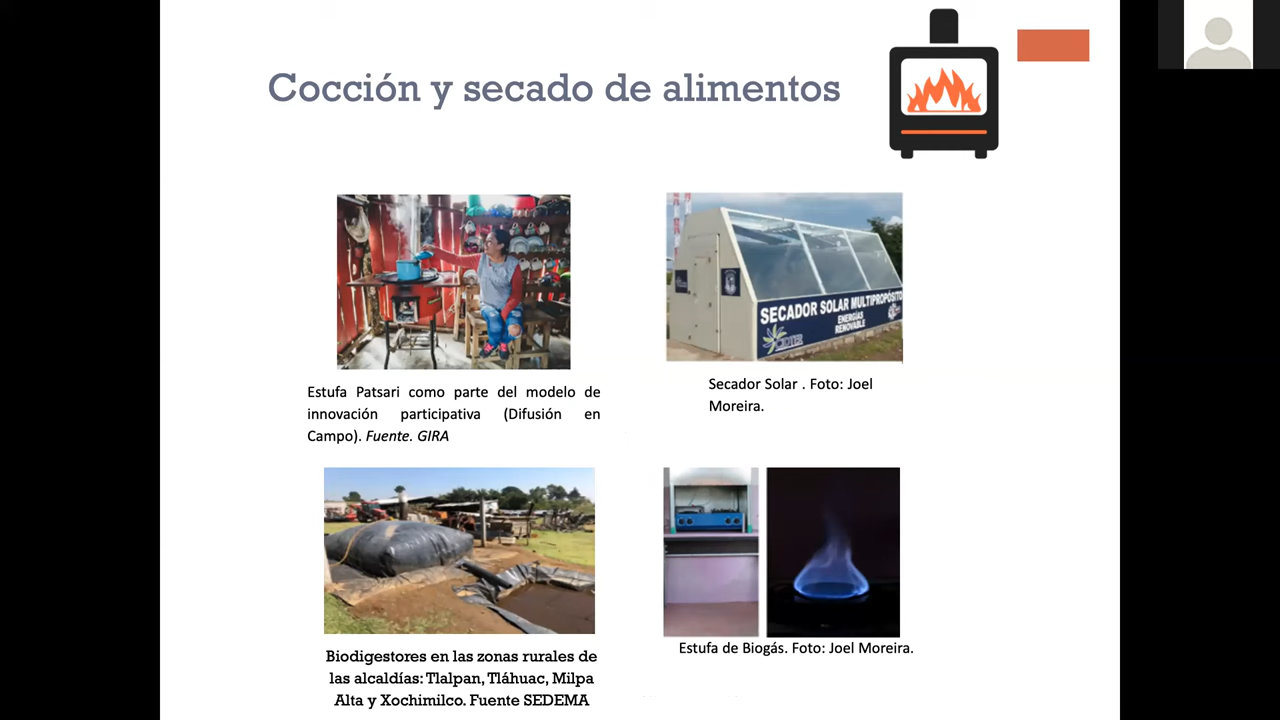 Cocción y secado de alimentos
SECADOR SOLAR MULTIPROPÓSITO
ENERGÍAS
RENOVABLE
Estufa Patsari como parte del modelo de
innovación participativa (Difusión en
Campo). Fuente. GIRA
Secador Solar . Foto: Joel
Moreira.
Biodigestores en las zonas rurales de
las alcaldías: Tlalpan, Tláhuac, Milpa
Alta y Xochimilco. Fuente SEDEMA
Estufa de Biogás. Foto: Joel Moreira.